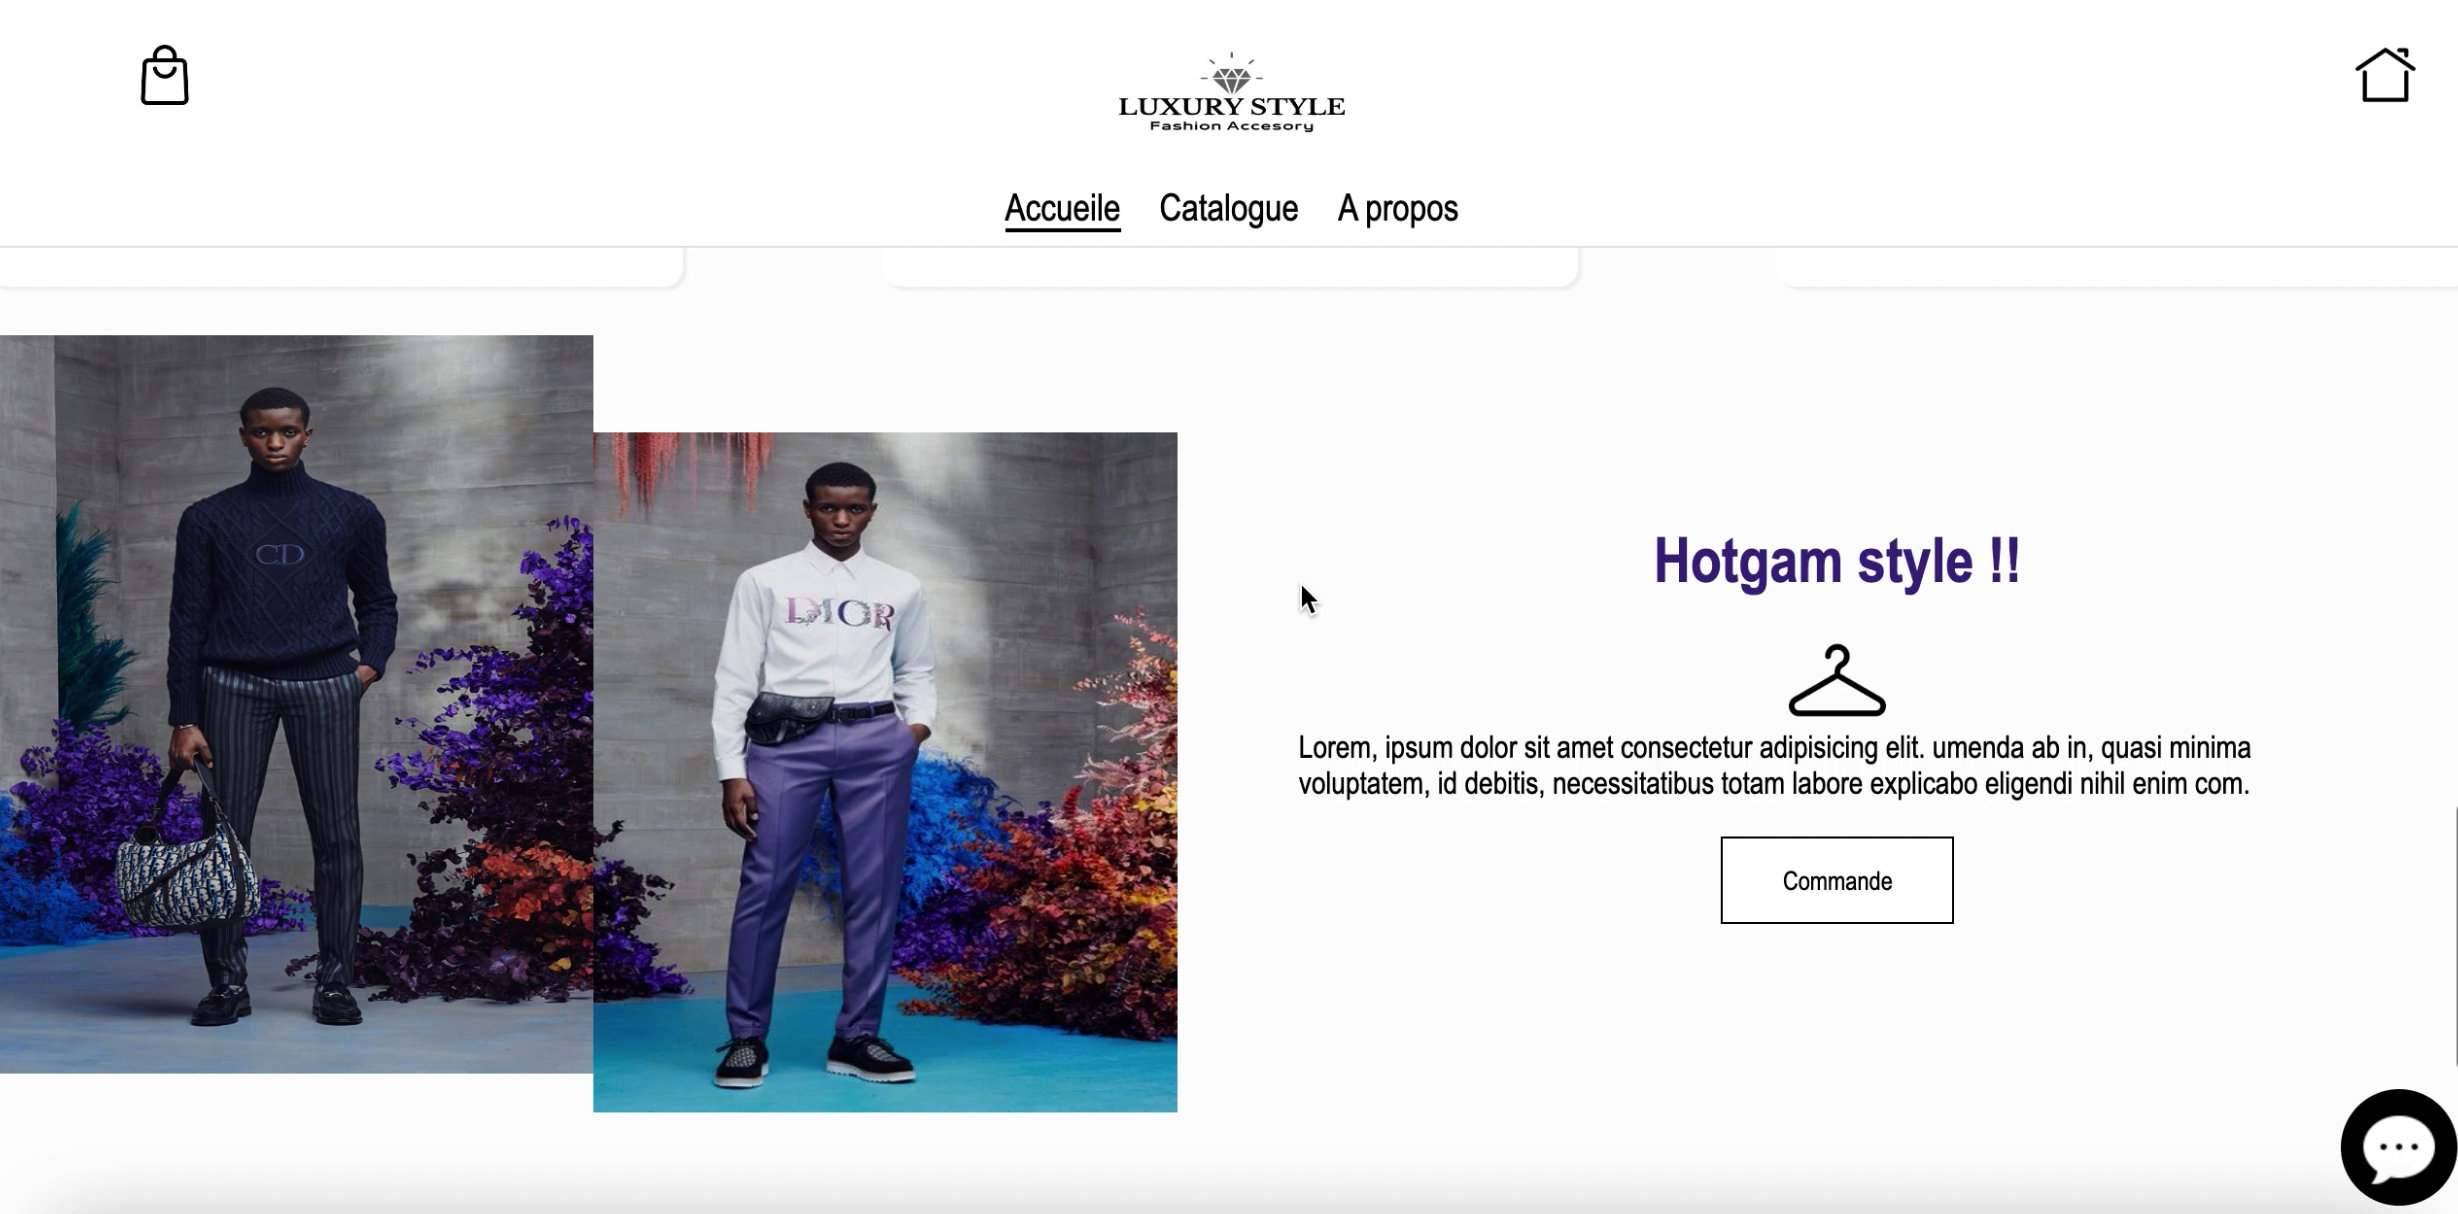 LUXURY STYLE
Fashion Accesory
Accueile Catalogue A propos
CD
DIOR
Hotgam style !!
Lorem, ipsum dolor sit amet consectetur adipisicing elit. umenda ab in, quasi minima
voluptatem, id debitis, necessitatibus totam labore explicabo eligendi nihil enim com.
Commande